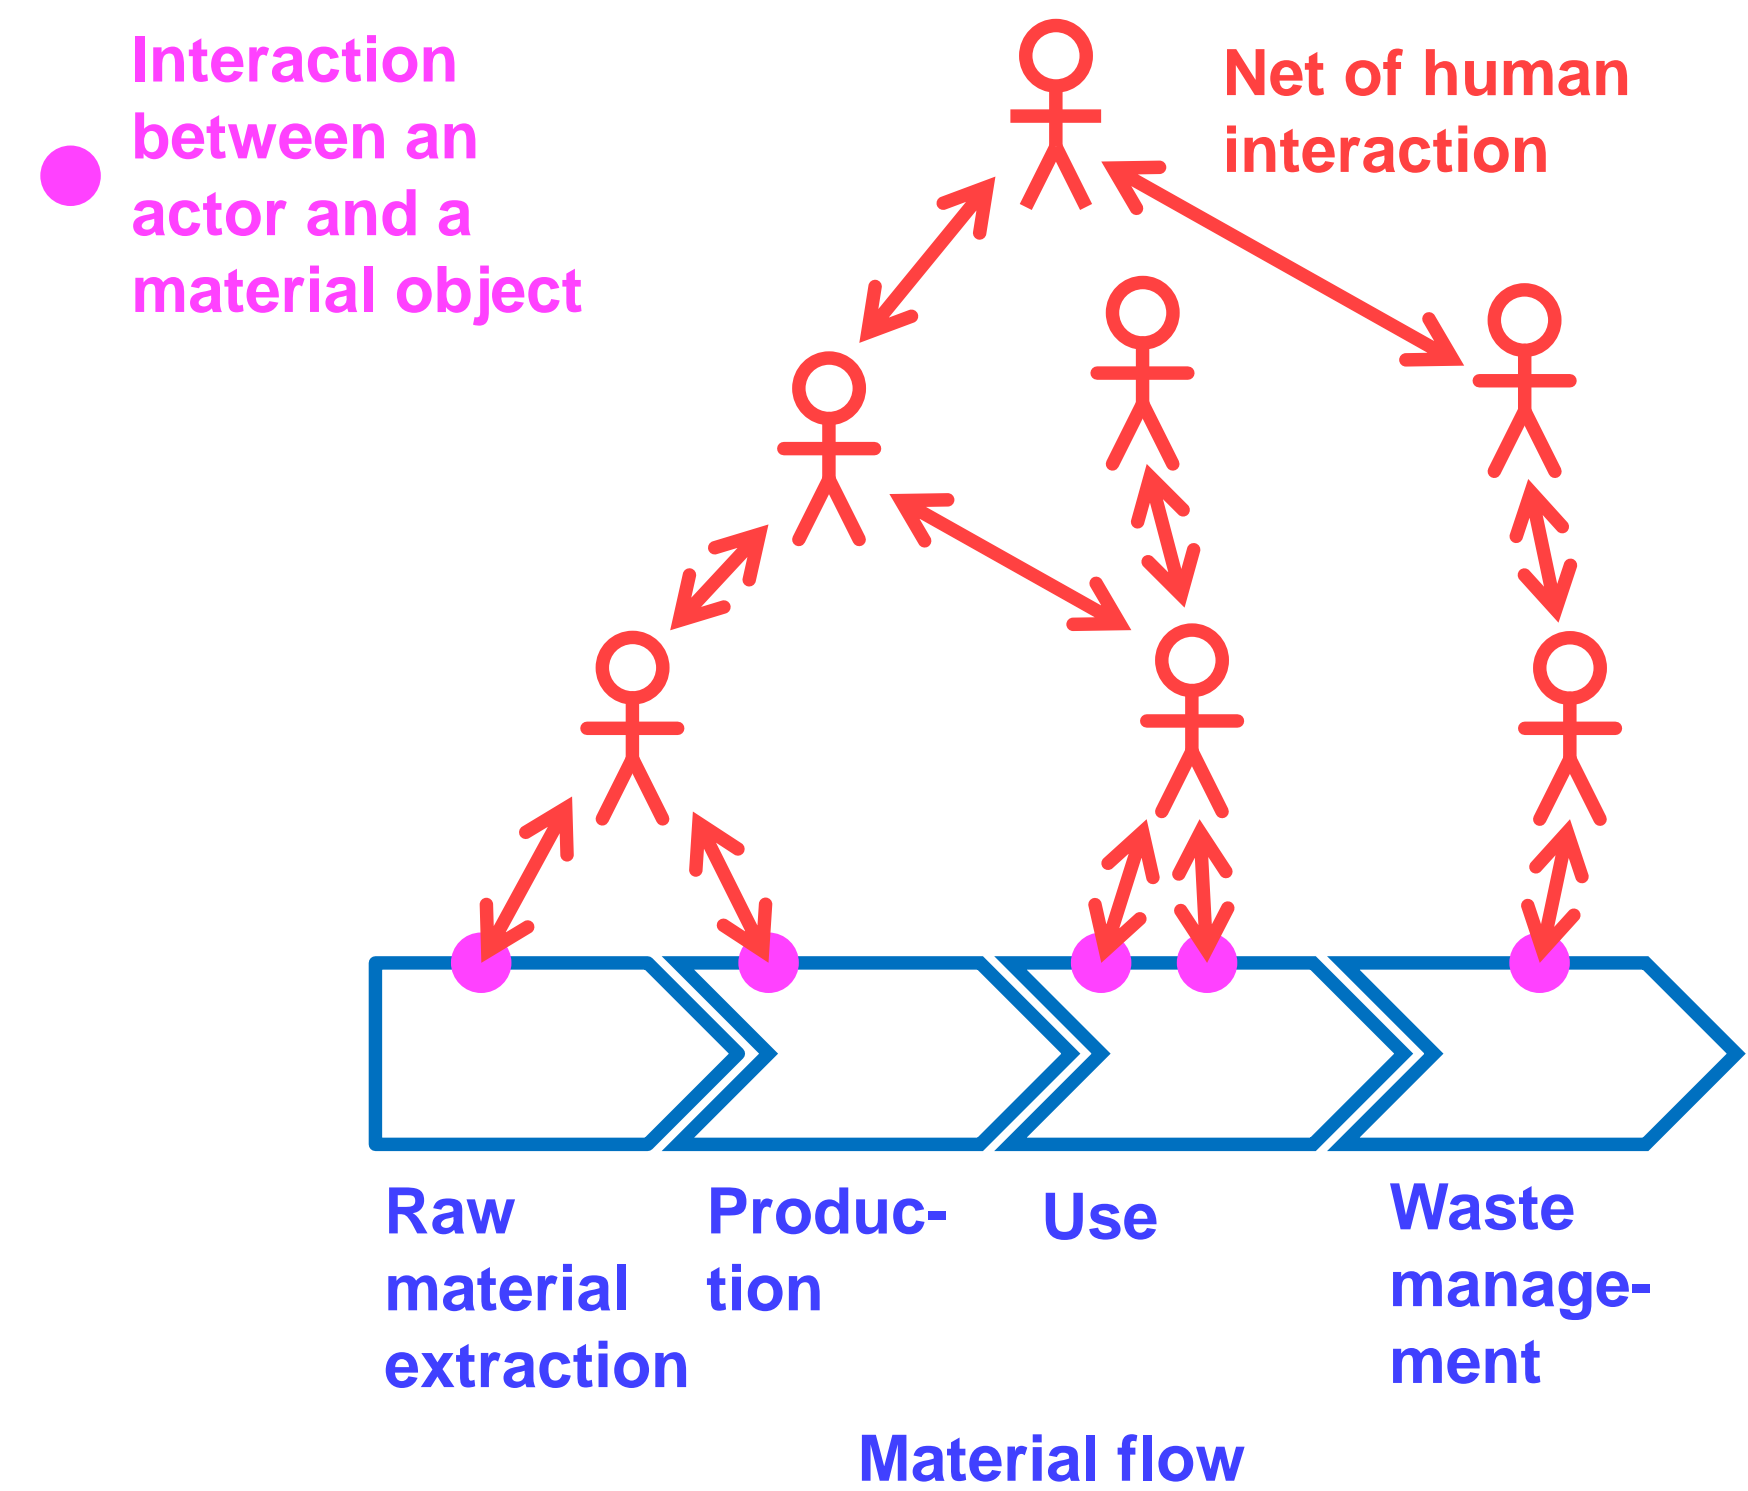 Interaction
between an
actor and a
material object
Net of human
interaction
Raw
material
extraction
Produc-
tion
Use
Waste
manage-
ment
Material flow